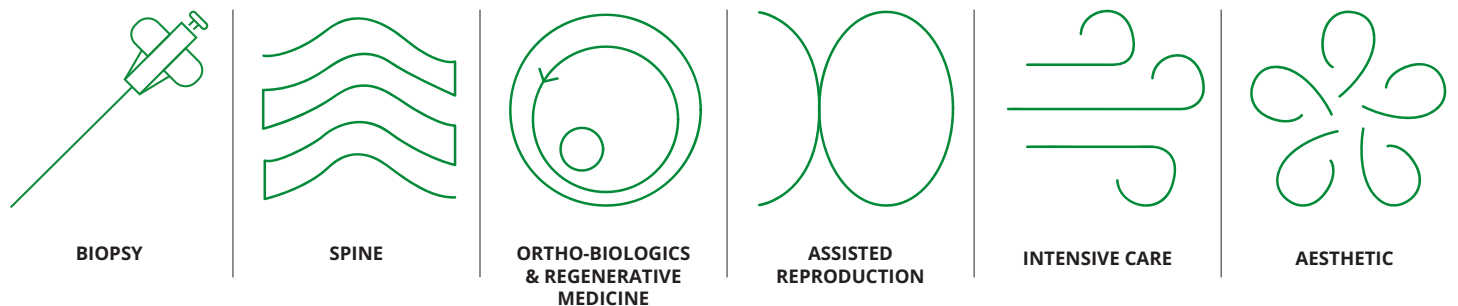 BIOPSY
SPINE
ORTHO-BIOLOGICS
& REGENERATIVE
MEDICINE
ASSISTED
REPRODUCTION
INTENSIVE CARE
AESTHETIC